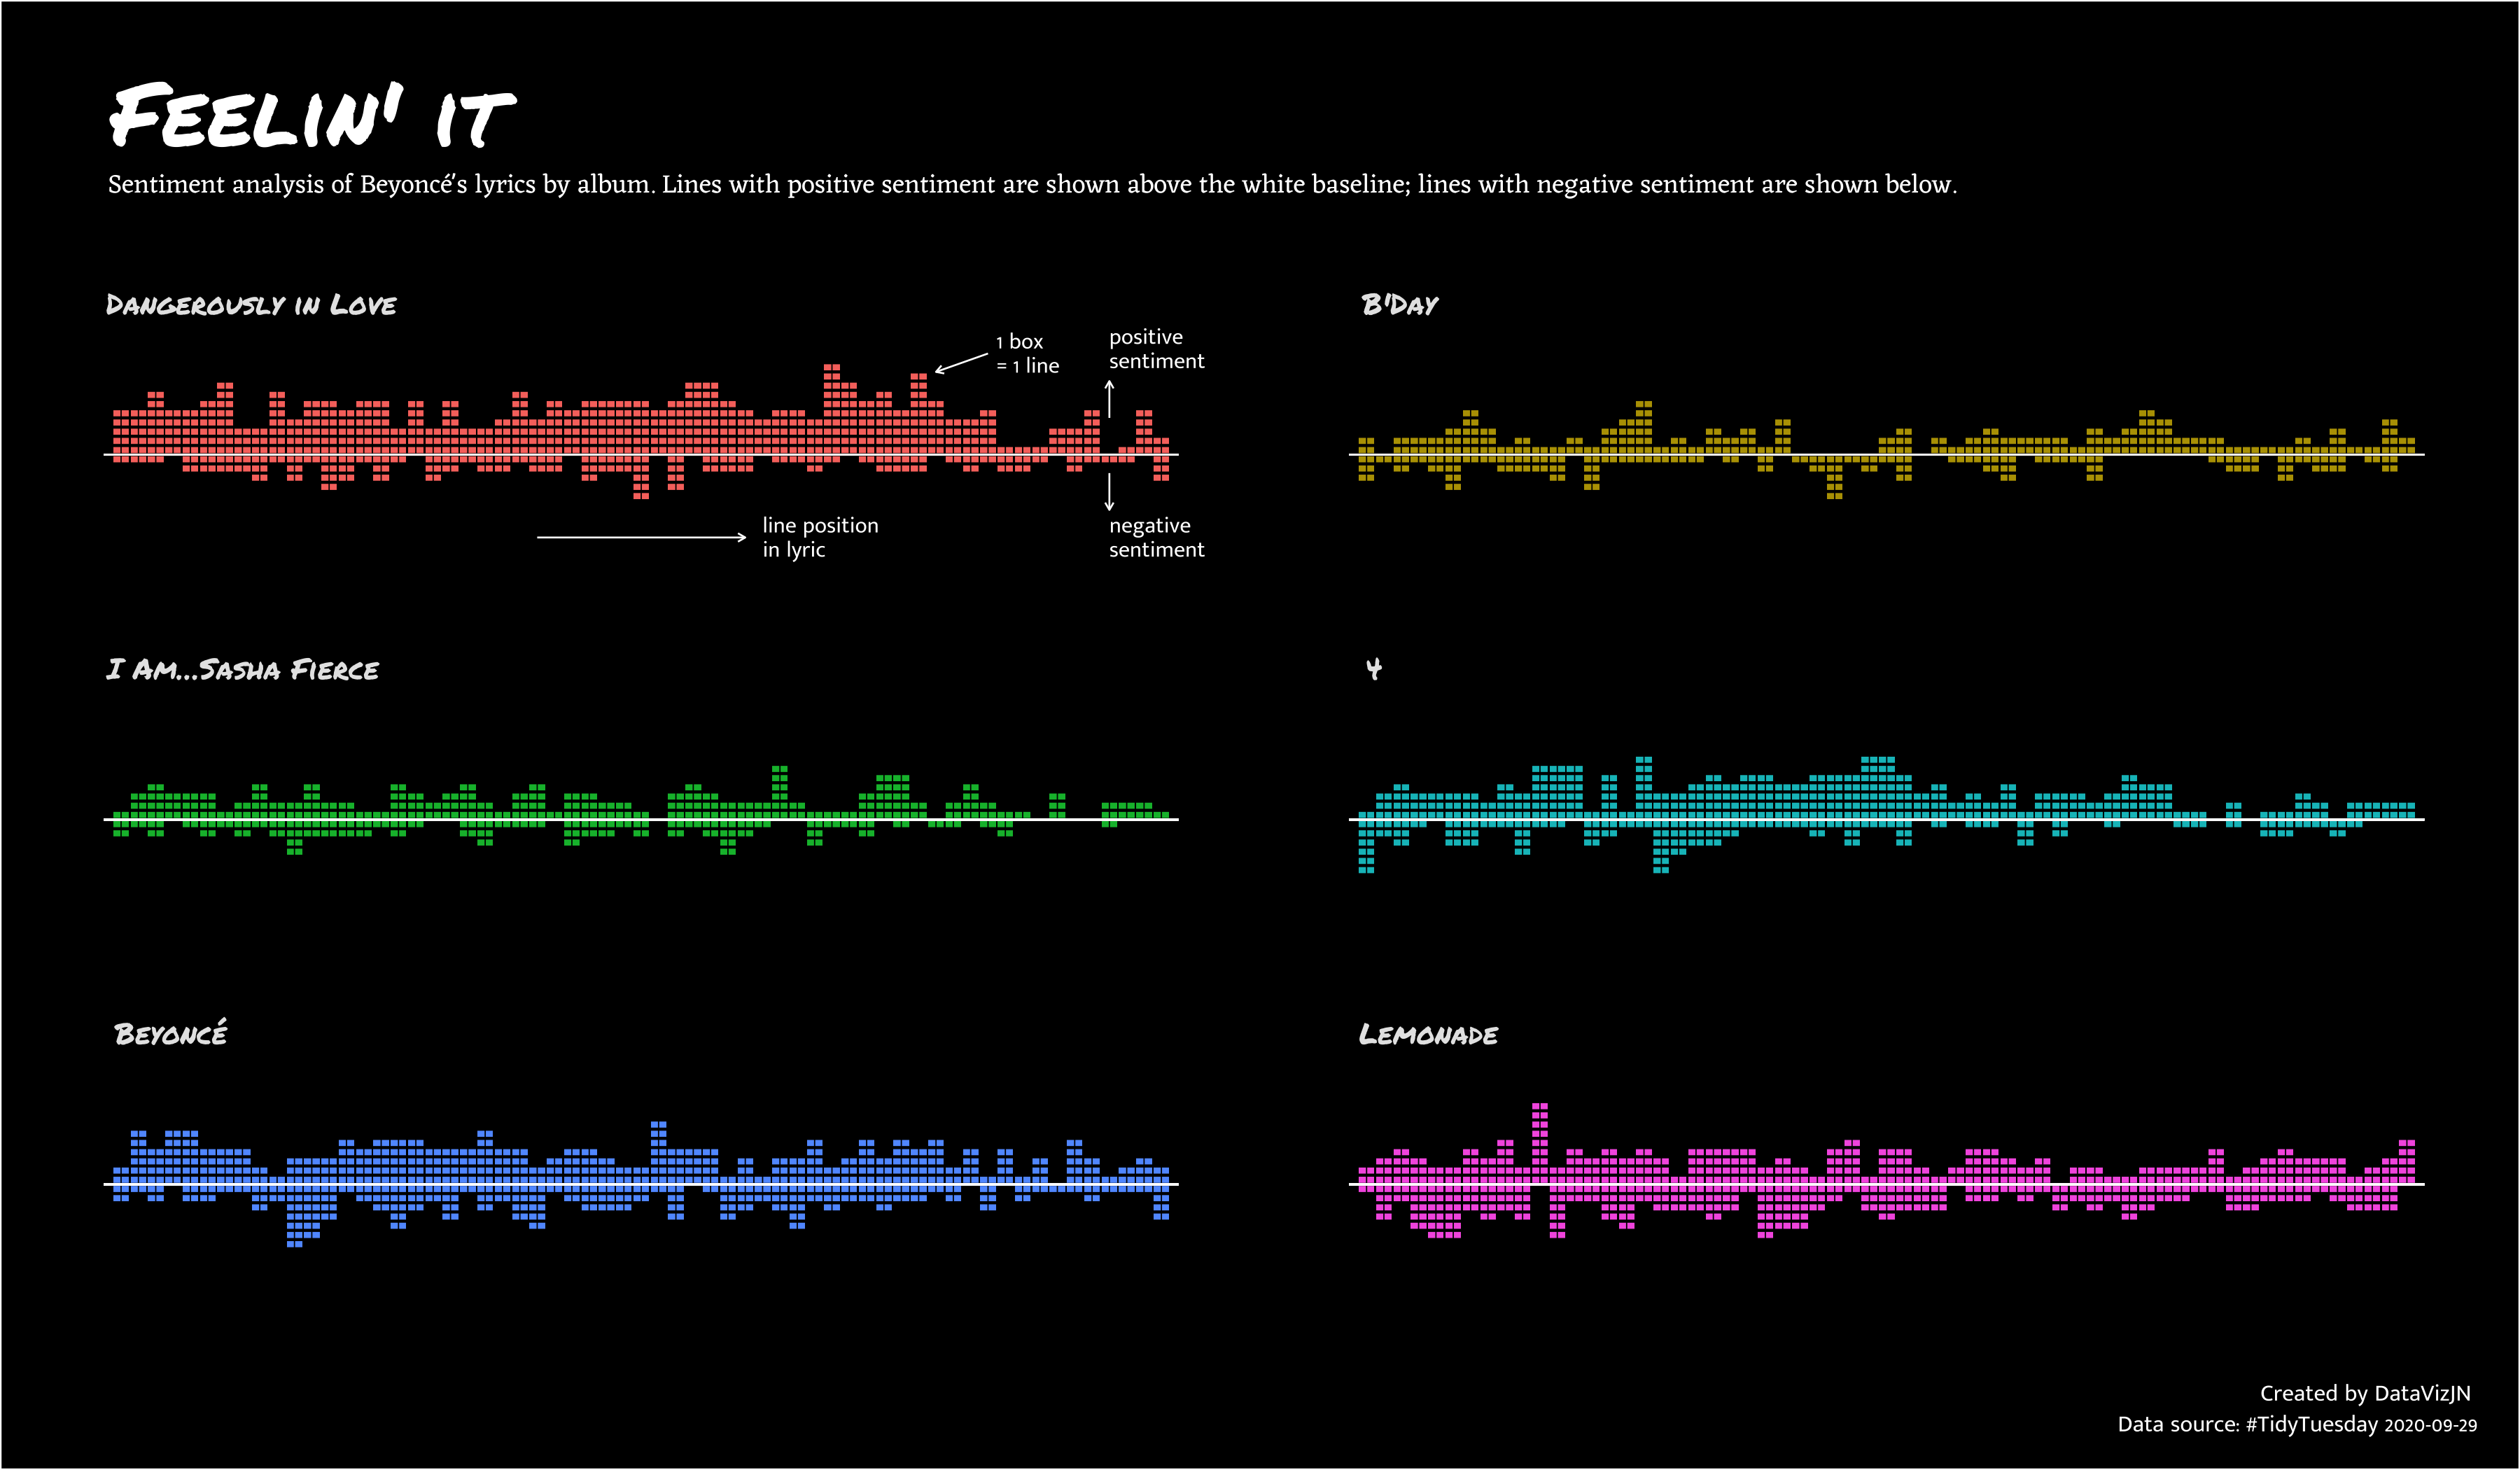 Feelin' it
Sentiment analysis of Beyoncé's lyrics by album. Lines with positive sentiment are shown above the white baseline; lines with negative sentiment are shown below.
Dangerously in Love
1 box
= 1 line
positive
sentiment
line position
in lyric
negative
sentiment
B'Day
I Am...Sasha Fierce
4
Beyoncé
Lemonade
Created by DataVizJN
Data source: #TidyTuesday 2020-09-29